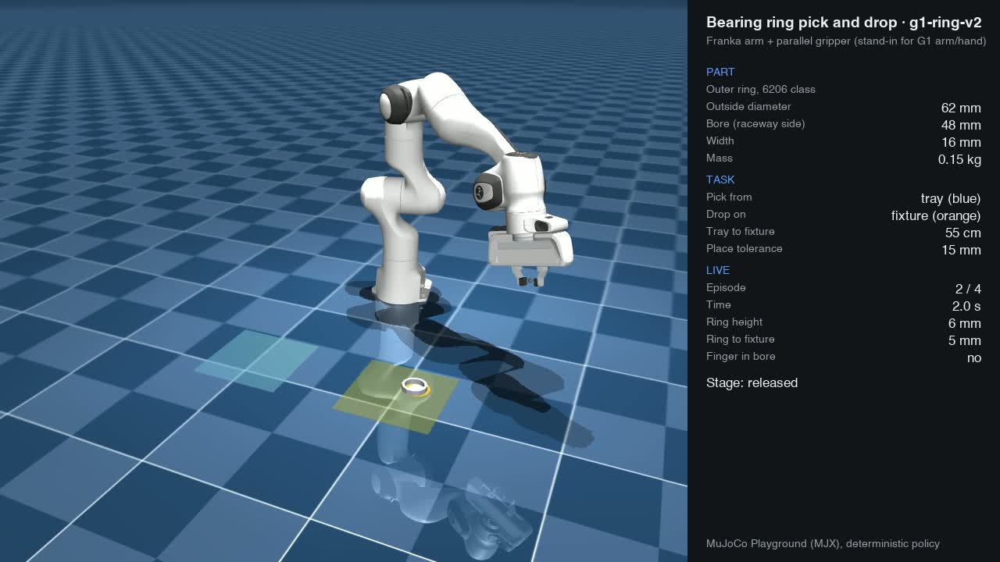 Bearing ring pick and drop · g1-ring-v2
Franka arm + parallel gripper (stand-in for G1 arm/hand)
PART
Outer ring, 6206 class
Outside diameter 62 mm
Bore (raceway side) 48 mm
Width 16 mm
Mass 0.15 kg
TASK
Pick from tray (blue)
Drop on fixture (orange)
Tray to fixture 55 cm
Place tolerance 15 mm
LIVE
Episode 2 / 4
Time 2.0 s
Ring height 6 mm
Ring to fixture 5 mm
Finger in bore no
Stage: released
MuJoCo Playground (MJX), deterministic policy